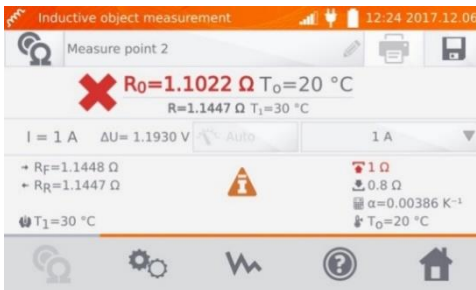 Inductive object measurement 12:24 2017.12.06
Measure point 2
R0=1.1022 Ω To=20 °C
R=1.1447 Ω T1=30 °C
I = 1 A ΔU= 1.1930 V Auto 1 A
→ RF=1.1448 Ω 1 Ω
← RR=1.1447 Ω 0.8 Ω
α=0.00386 K⁻¹
T1=30 °C To=20 °C